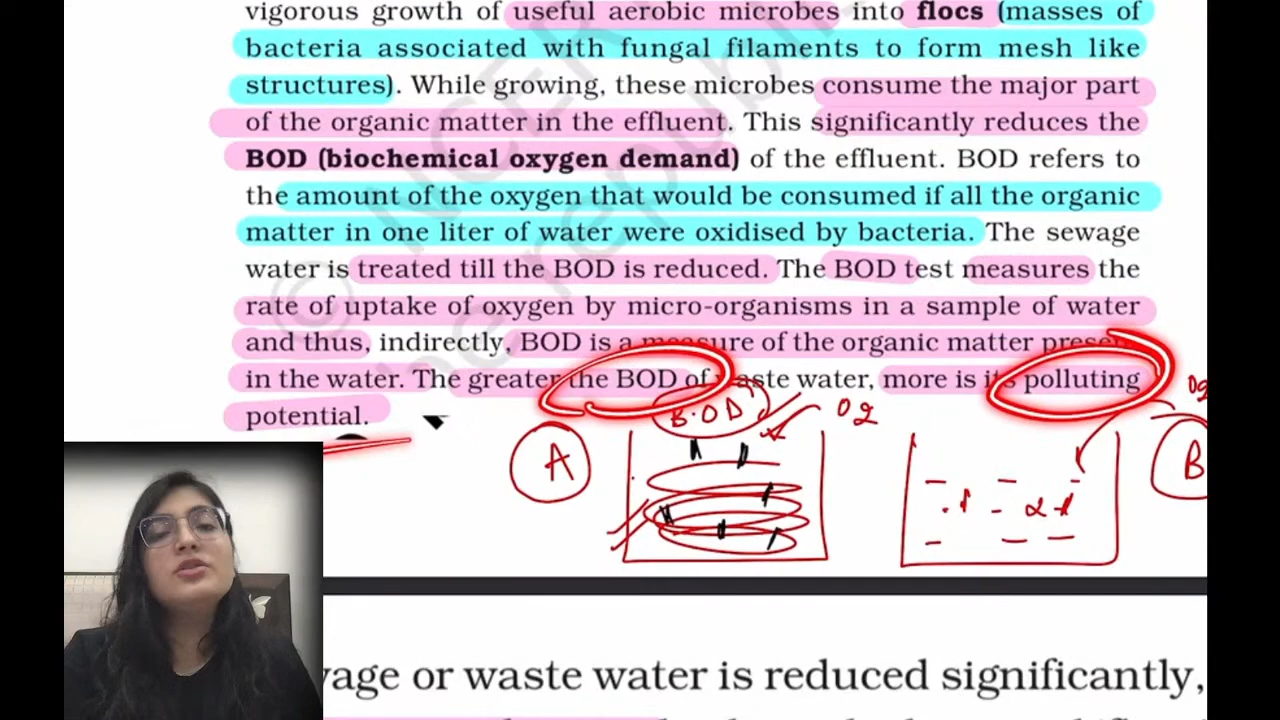 vigorous growth of useful aerobic microbes into flocs (masses of
bacteria associated with fungal filaments to form mesh like
structures). While growing, these microbes consume the major part
of the organic matter in the effluent. This significantly reduces the
BOD (biochemical oxygen demand) of the effluent. BOD refers to
the amount of the oxygen that would be consumed if all the organic
matter in one liter of water were oxidised by bacteria. The sewage
water is treated till the BOD is reduced. The BOD test measures the
rate of uptake of oxygen by micro-organisms in a sample of water
and thus, indirectly, BOD is a measure of the organic matter present
in the water. The greater the BOD of waste water, more is its polluting
potential.
B.O.D O2 O2
A B
wage or waste water is reduced significantly,
© NCER
he republi